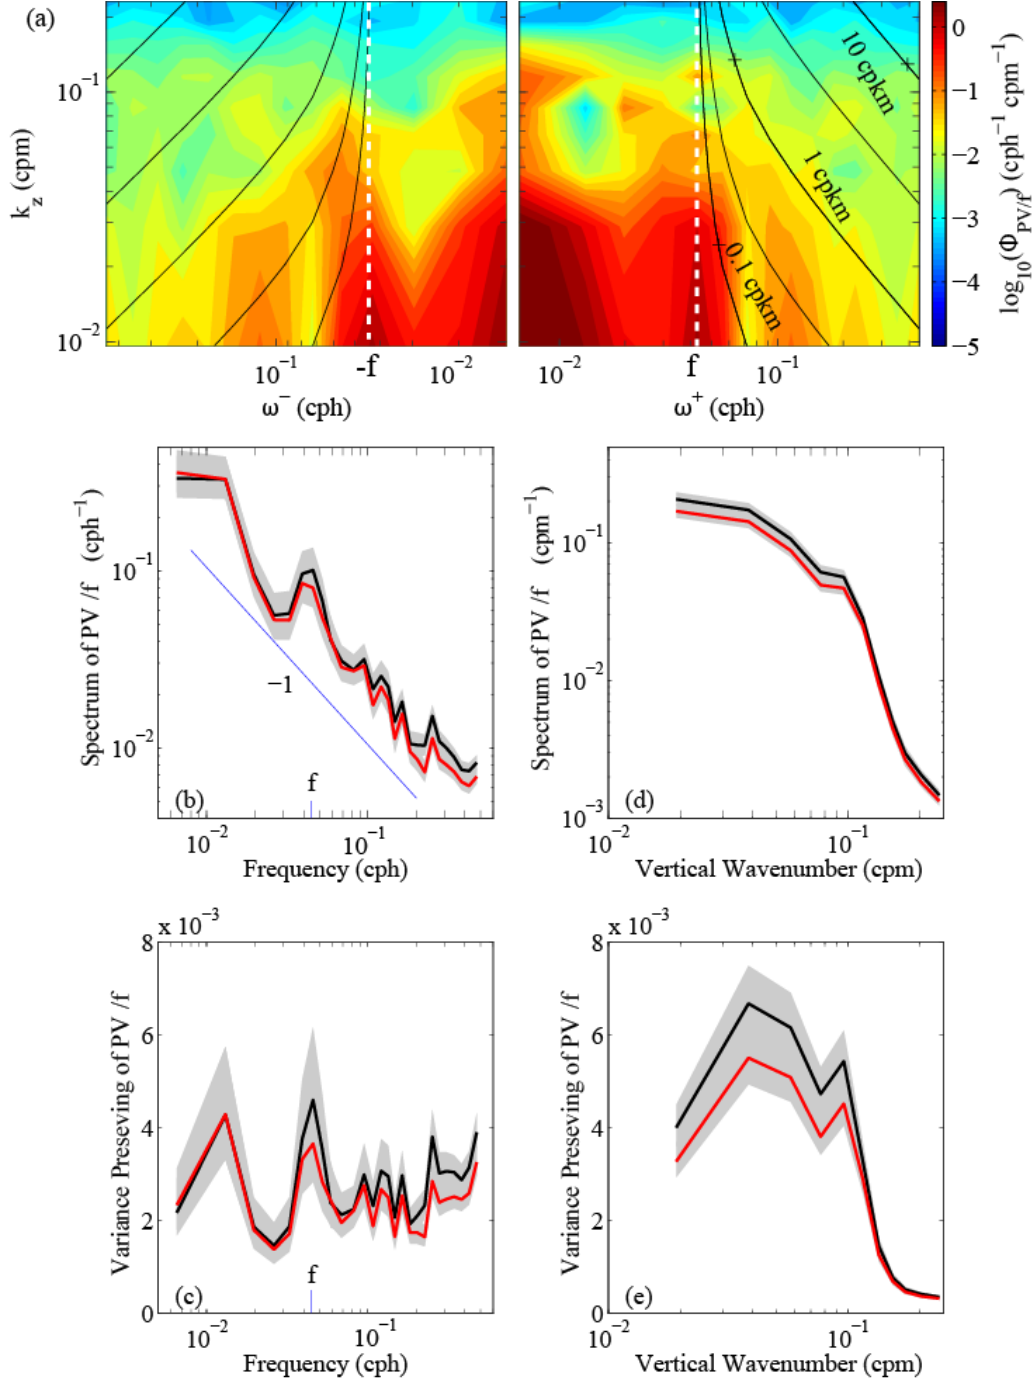 (a)
k_z (cpm)
10^-1
10^-2
10 cpkm
1 cpkm
0.1 cpkm
0
−1
−2
−3
−4
−5
log_10(Φ_PV/f) (cph^−1 cpm^−1)
10^-1
-f
10^-2
10^-2
f
10^-1
ω^− (cph)
ω^+ (cph)
Spectrum of PV /f (cph^−1)
10^-1
10^-2
−1
f
(b)
10^-2
10^-1
Frequency (cph)
Spectrum of PV /f (cpm^−1)
10^-1
10^-2
10^-3
(d)
10^-2
10^-1
Vertical Wavenumber (cpm)
x 10^-3
Variance Preseving of PV /f
8
6
4
2
0
f
(c)
10^-2
10^-1
Frequency (cph)
x 10^-3
Variance Preseving of PV /f
8
6
4
2
0
(e)
10^-2
10^-1
Vertical Wavenumber (cpm)